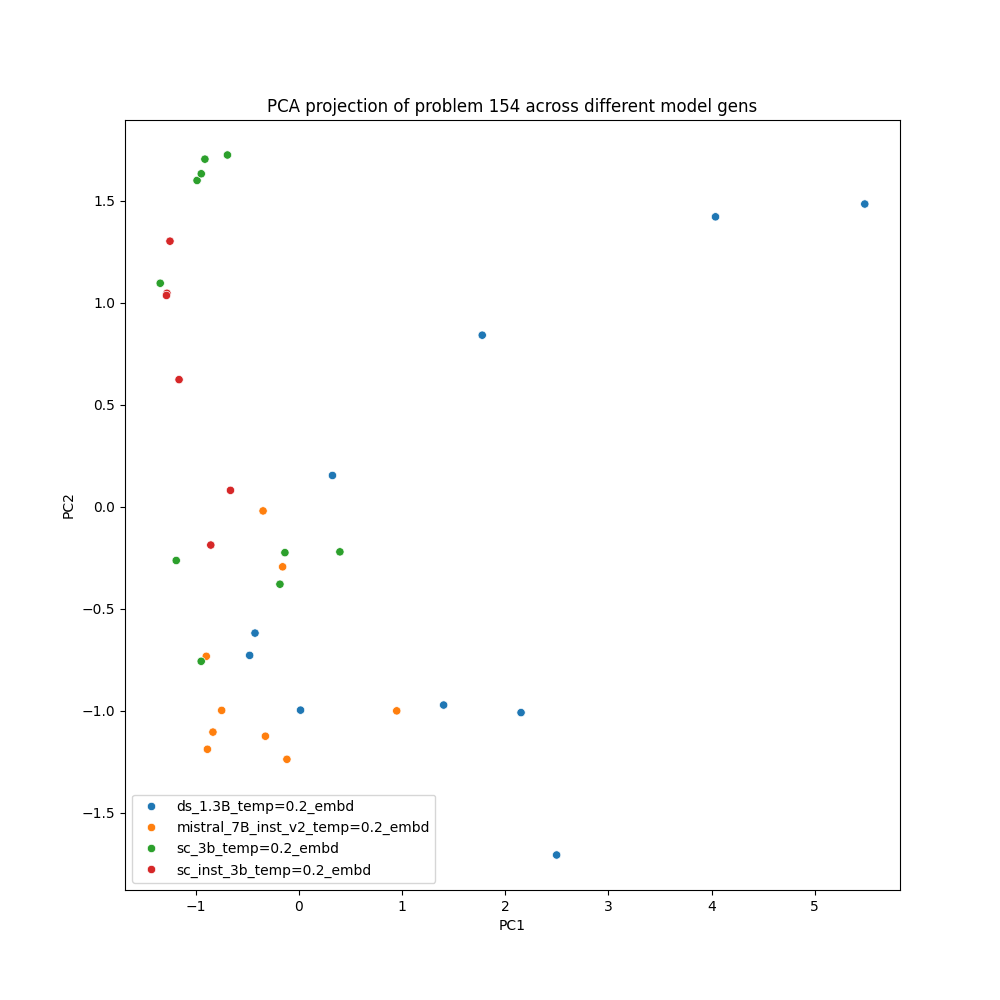 PCA projection of problem 154 across different model gens
PC2
1.5
1.0
0.5
0.0
−0.5
−1.0
−1.5
ds_1.3B_temp=0.2_embd
mistral_7B_inst_v2_temp=0.2_embd
sc_3b_temp=0.2_embd
sc_inst_3b_temp=0.2_embd
−1 0 1 2 3 4 5
PC1